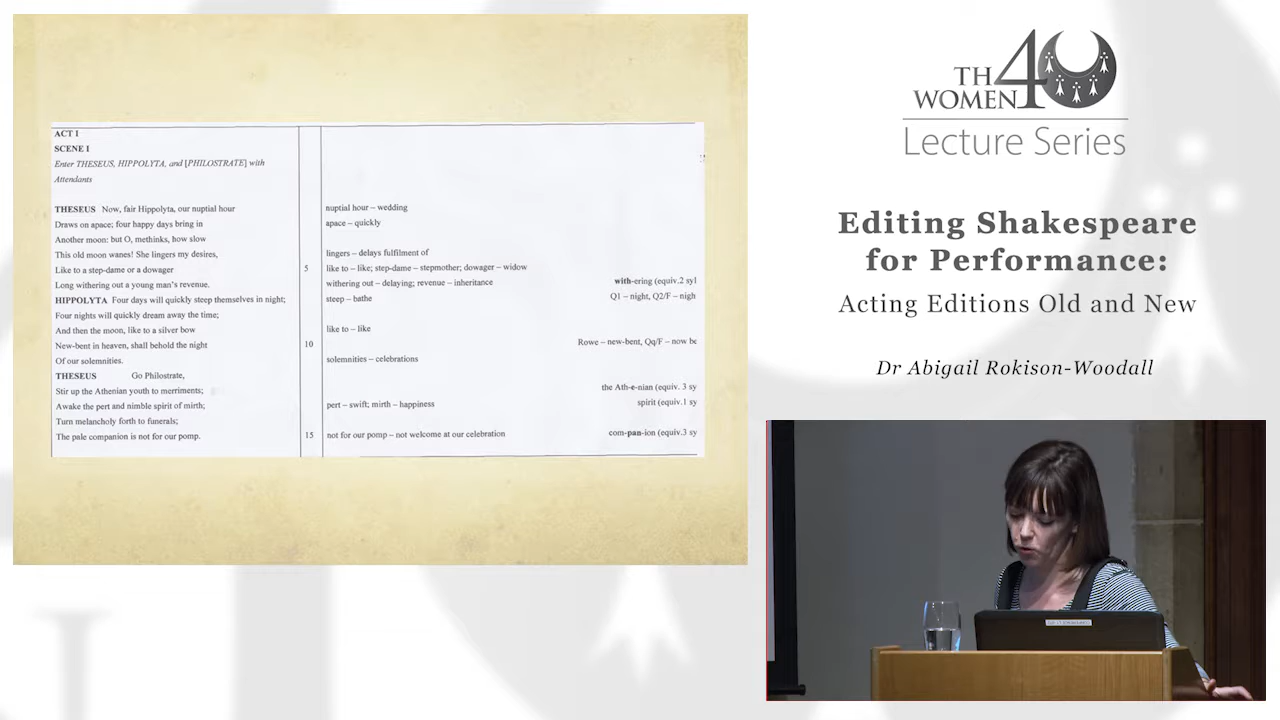 ACT I
SCENE I
Enter THESEUS, HIPPOLYTA, and [PHILOSTRATE] with
Attendants
THESEUS Now, fair Hippolyta, our nuptial hour
Draws on apace; four happy days bring in
Another moon: but O, methinks, how slow
This old moon wanes! She lingers my desires,
Like to a step-dame or a dowager
Long withering out a young man's revenue.
HIPPOLYTA Four days will quickly steep themselves in night;
Four nights will quickly dream away the time;
And then the moon, like to a silver bow
New-bent in heaven, shall behold the night
Of our solemnities.
THESEUS Go Philostrate,
Stir up the Athenian youth to merriments;
Awake the pert and nimble spirit of mirth;
Turn melancholy forth to funerals;
The pale companion is not for our pomp.
5
10
15
nuptial hour – wedding
apace – quickly
lingers – delays fulfilment of
like to – like; step-dame – stepmother; dowager – widow
withering out – delaying; revenue – inheritance
steep – bathe
like to – like
solemnities – celebrations
pert – swift; mirth – happiness
not for our pomp – not welcome at our celebration
with-ering (equiv.2 syl
Q1 – night, Q2/F – nigh
Rowe – new-bent, Qq/F – now be
the Ath-e-nian (equiv. 3 sy
spirit (equiv.1 sy
com-pan-ion (equiv.3 sy
TH 40
WOMEN
Lecture Series
Editing Shakespeare
for Performance:
Acting Editions Old and New
Dr Abigail Rokison-Woodall